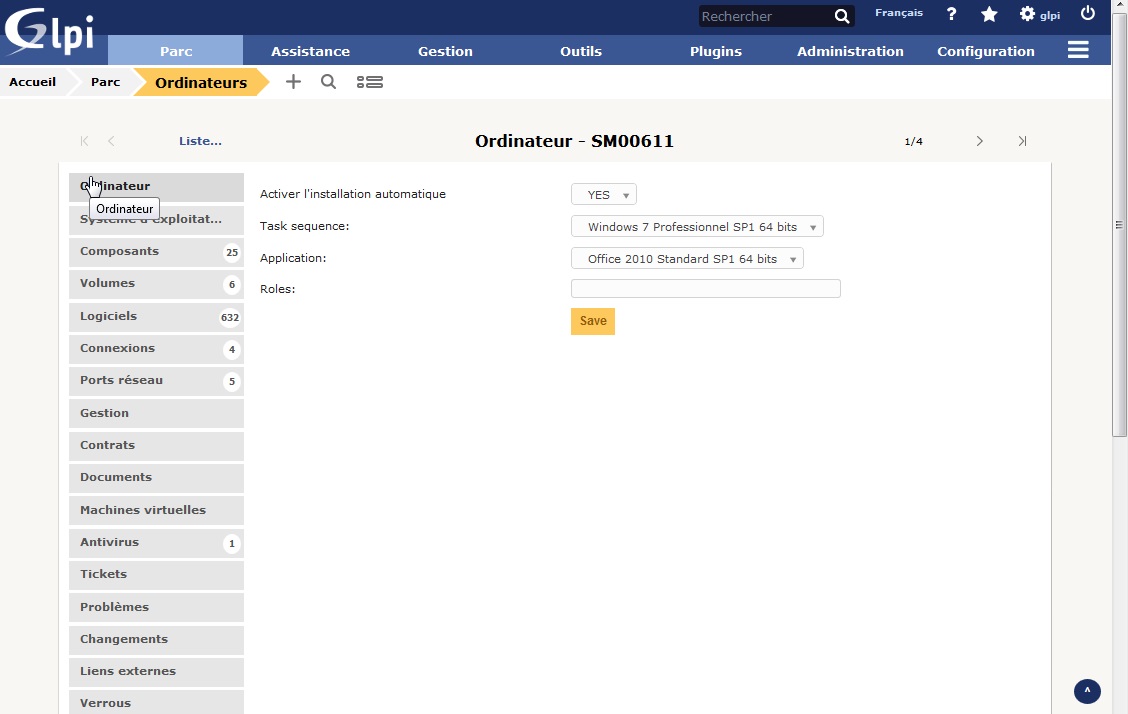 Glpi
Rechercher
Français
?
glpi
Parc
Assistance
Gestion
Outils
Plugins
Administration
Configuration
Accueil
Parc
Ordinateurs
Liste...
Ordinateur - SM00611
1/4
Ordinateur
Ordinateur
Système d'exploitat...
Composants 25
Volumes 6
Logiciels 632
Connexions 4
Ports réseau 5
Gestion
Contrats
Documents
Machines virtuelles
Antivirus 1
Tickets
Problèmes
Changements
Liens externes
Verrous
Activer l'installation automatique YES
Task sequence: Windows 7 Professionnel SP1 64 bits
Application: Office 2010 Standard SP1 64 bits
Roles:
Save
^